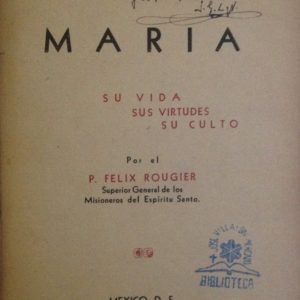 MARIA
SU VIDA
SUS VIRTUDES
SU CULTO
Por el
P. FELIX ROUGIER
Superior General de los
Misioneros del Espíritu Santo.
BIBLIOTECA
MEXICO D. F.